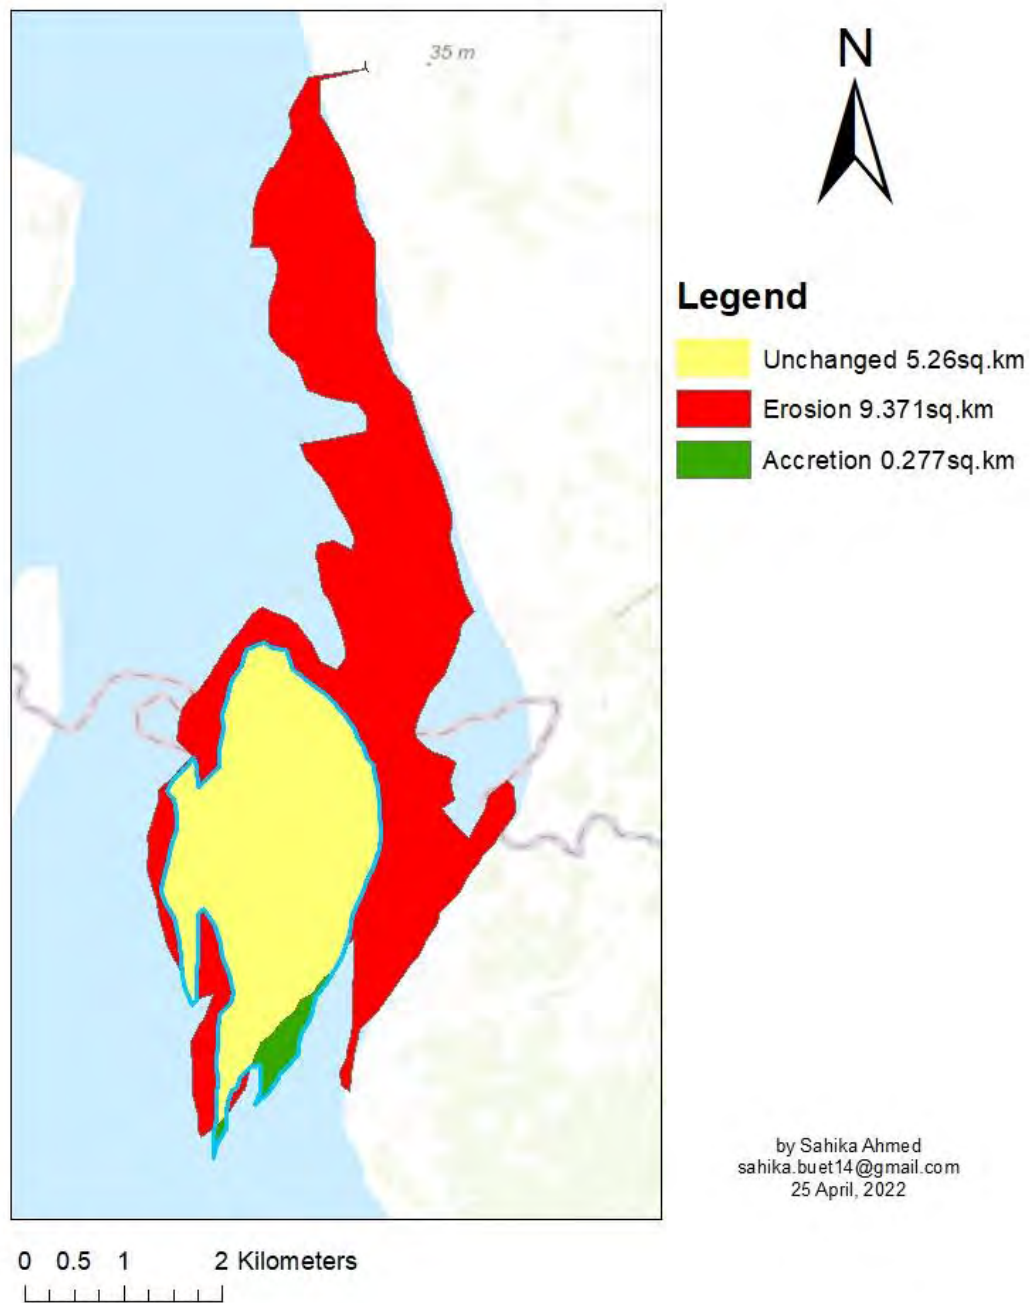 35 m
N
Legend
Unchanged 5.26sq.km
Erosion 9.371sq.km
Accretion 0.277sq.km
by Sahika Ahmed
sahika.buet14@gmail.com
25 April, 2022
0 0.5 1 2 Kilometers